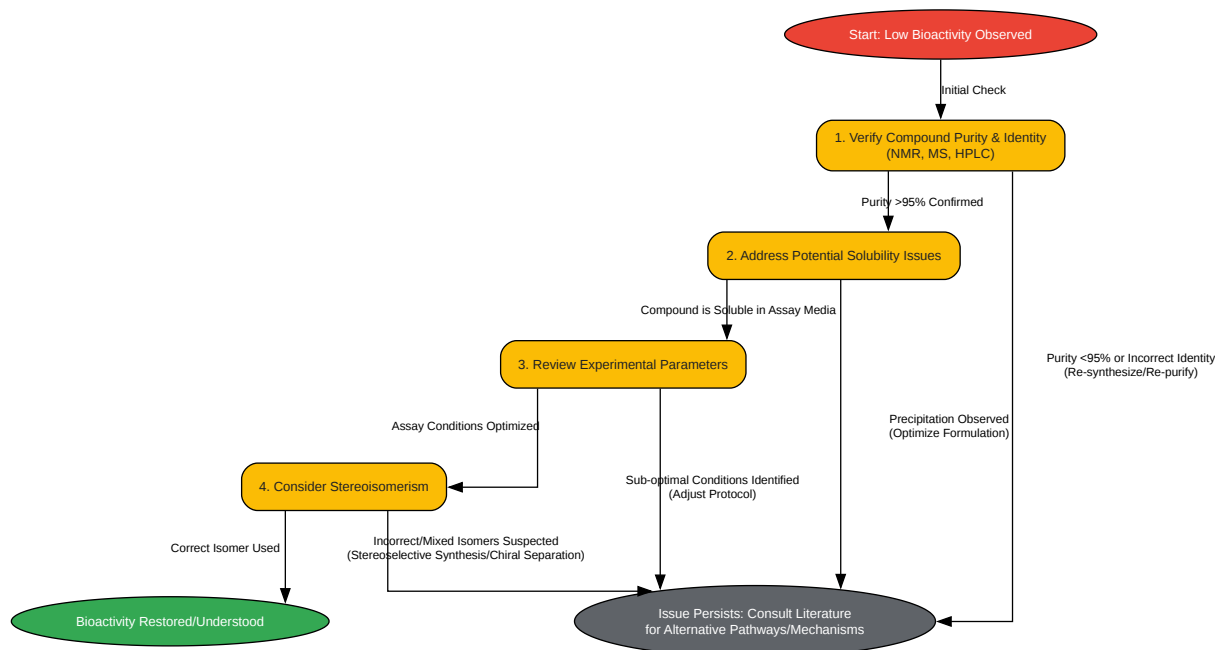 Start: Low Bioactivity Observed
Initial Check
1. Verify Compound Purity & Identity
(NMR, MS, HPLC)
Purity >95% Confirmed
2. Address Potential Solubility Issues
Compound is Soluble in Assay Media
3. Review Experimental Parameters
Purity <95% or Incorrect Identity
(Re-synthesize/Re-purify)
Assay Conditions Optimized
Precipitation Observed
(Optimize Formulation)
4. Consider Stereoisomerism
Sub-optimal Conditions Identified
(Adjust Protocol)
Correct Isomer Used
Incorrect/Mixed Isomers Suspected
(Stereoselective Synthesis/Chiral Separation)
Bioactivity Restored/Understood
Issue Persists: Consult Literature
for Alternative Pathways/Mechanisms